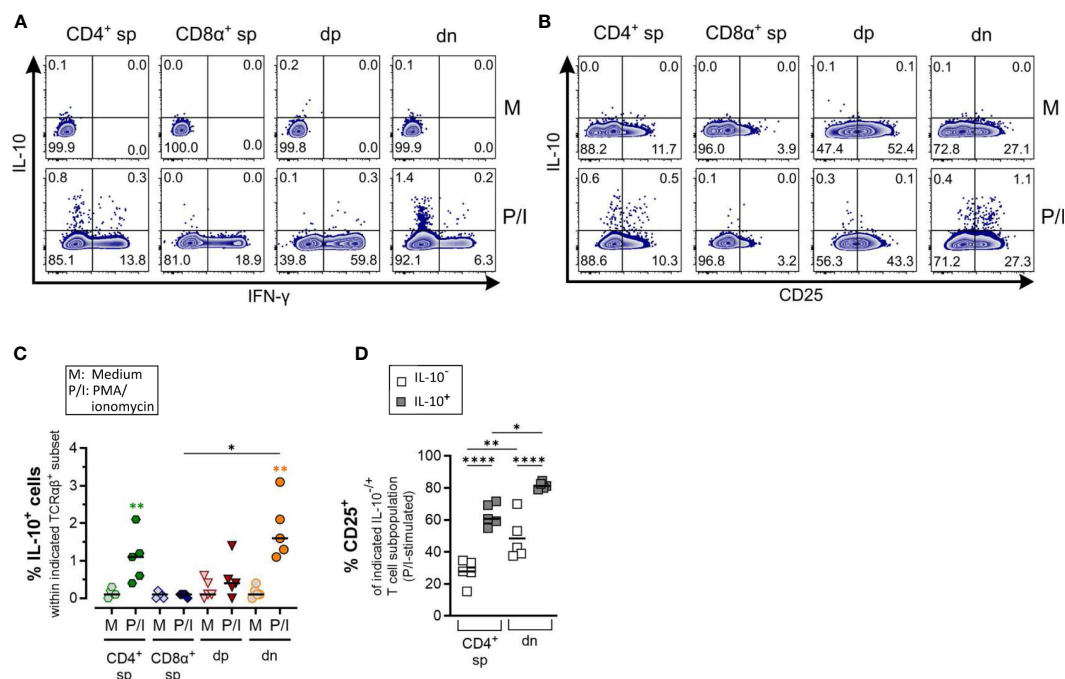 A
CD4⁺ sp CD8α⁺ sp dp dn
0.1 0.0 0.0 0.0 0.2 0.0 0.1 0.0
M
99.9 0.0 100.0 0.0 99.8 0.0 99.9 0.0
0.8 0.3 0.0 0.0 0.1 0.3 1.4 0.2
P/I
85.1 13.8 81.0 18.9 39.8 59.8 92.1 6.3
IL-10
IFN-γ
B
CD4⁺ sp CD8α⁺ sp dp dn
0.0 0.0 0.0 0.0 0.1 0.1 0.1 0.0
M
88.2 11.7 96.0 3.9 47.4 52.4 72.8 27.1
0.6 0.5 0.1 0.0 0.3 0.1 0.4 1.1
P/I
88.6 10.3 96.8 3.2 56.3 43.3 71.2 27.3
IL-10
CD25
C
M: Medium
P/I: PMA/
ionomycin
% IL-10⁺ cells
within indicated TCRαβ⁺ subset
4
3
2
1
0
**
*
**
M P/I M P/I M P/I M P/I
CD4⁺ CD8α⁺ dp dn
sp sp
D
IL-10⁻
IL-10⁺
% CD25⁺
of indicated IL-10⁻/⁺
T cell subpopulation
(P/I-stimulated)
100
80
60
40
20
0
*
**
**** ****
CD4⁺ dn
sp